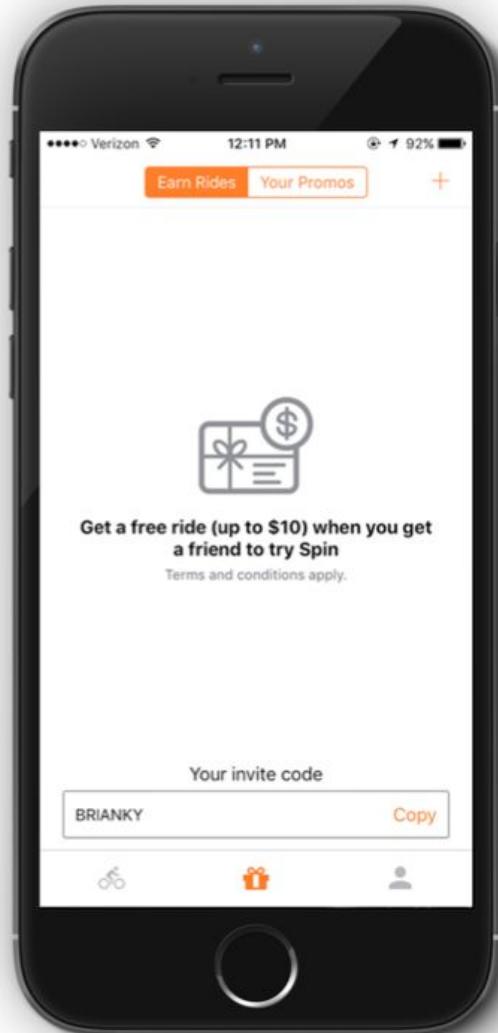 Verizon 12:11 PM 92%
Earn Rides Your Promos +
$
Get a free ride (up to $10) when you get
a friend to try Spin
Terms and conditions apply.
Your invite code
BRIANKY Copy